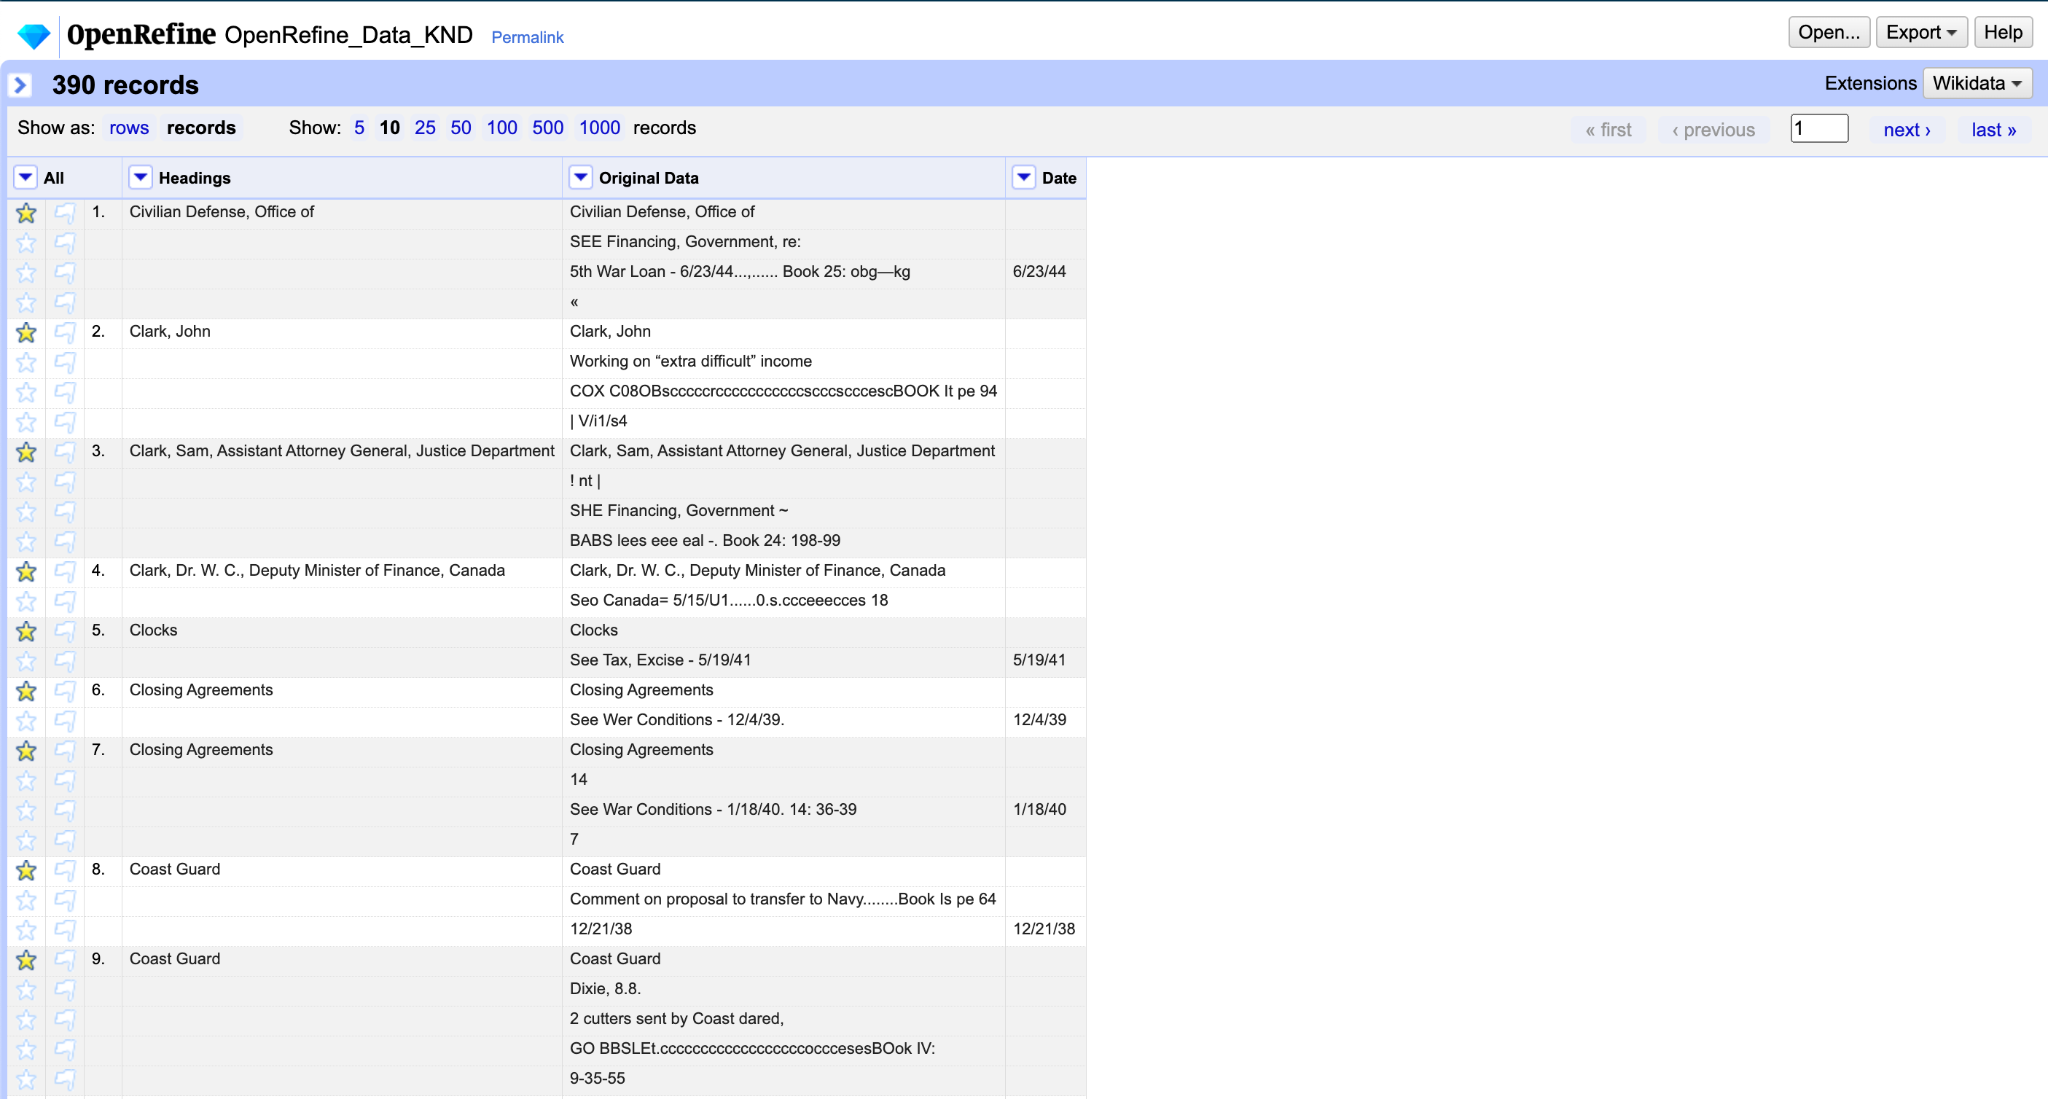 OpenRefine OpenRefine_Data_KND Permalink Open... Export Help
390 records Extensions Wikidata
Show as: rows records Show: 5 10 25 50 100 500 1000 records « first ‹ previous 1 next › last »
All Headings Original Data Date
1. Civilian Defense, Office of Civilian Defense, Office of
SEE Financing, Government, re:
5th War Loan - 6/23/44...,...... Book 25: obg—kg 6/23/44
«
2. Clark, John Clark, John
Working on “extra difficult” income
COX C08OBscccccrcccccccccccscccscccescBOOK It pe 94
| V/i1/s4
3. Clark, Sam, Assistant Attorney General, Justice Department Clark, Sam, Assistant Attorney General, Justice Department
! nt |
SHE Financing, Government ~
BABS lees eee eal -. Book 24: 198-99
4. Clark, Dr. W. C., Deputy Minister of Finance, Canada Clark, Dr. W. C., Deputy Minister of Finance, Canada
Seo Canada= 5/15/U1......0.s.ccceeecces 18
5. Clocks Clocks
See Tax, Excise - 5/19/41 5/19/41
6. Closing Agreements Closing Agreements
See Wer Conditions - 12/4/39. 12/4/39
7. Closing Agreements Closing Agreements
14
See War Conditions - 1/18/40. 14: 36-39 1/18/40
7
8. Coast Guard Coast Guard
Comment on proposal to transfer to Navy........Book Is pe 64
12/21/38 12/21/38
9. Coast Guard Coast Guard
Dixie, 8.8.
2 cutters sent by Coast dared,
GO BBSLEt.ccccccccccccccccccoccсesesBOok IV:
9-35-55